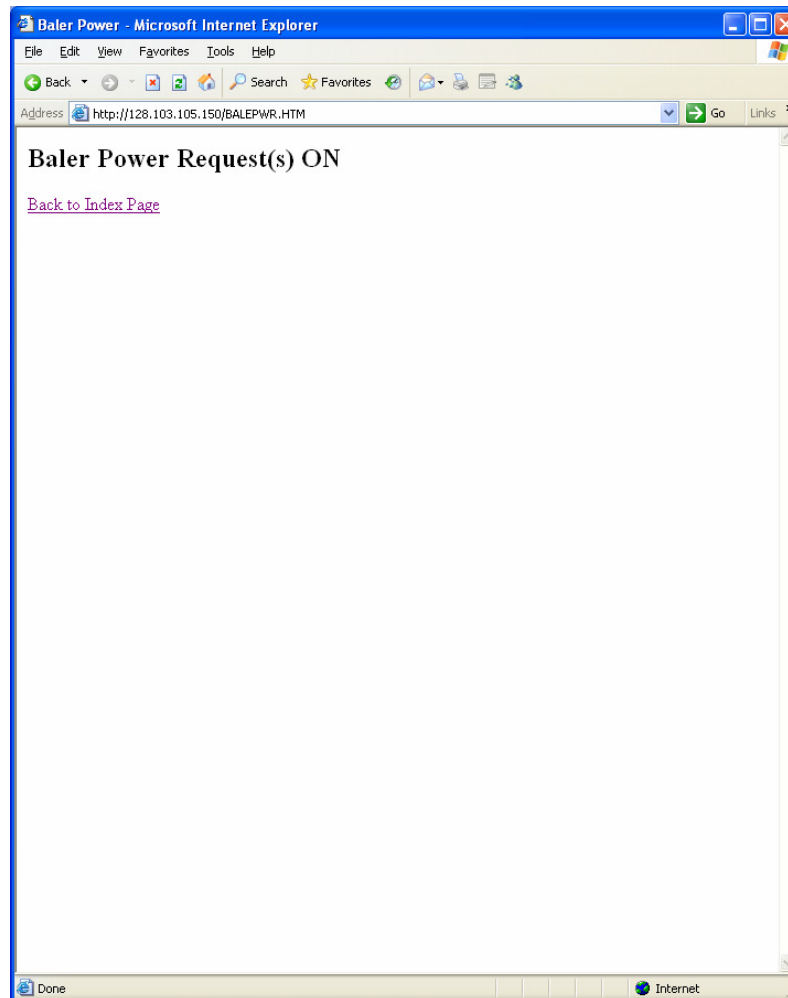 Baler Power - Microsoft Internet Explorer
File Edit View Favorites Tools Help
Back Search Favorites
Address http://128.103.105.150/BALEPWR.HTM Go Links »
Baler Power Request(s) ON
Back to Index Page
Done Internet